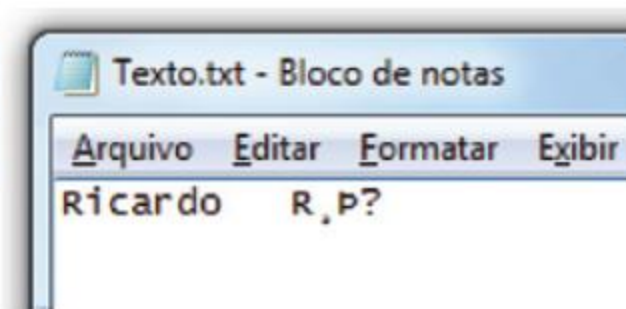 Texto.txt - Bloco de notas
Arquivo Editar Formatar Exibir
Ricardo R¸Þ?